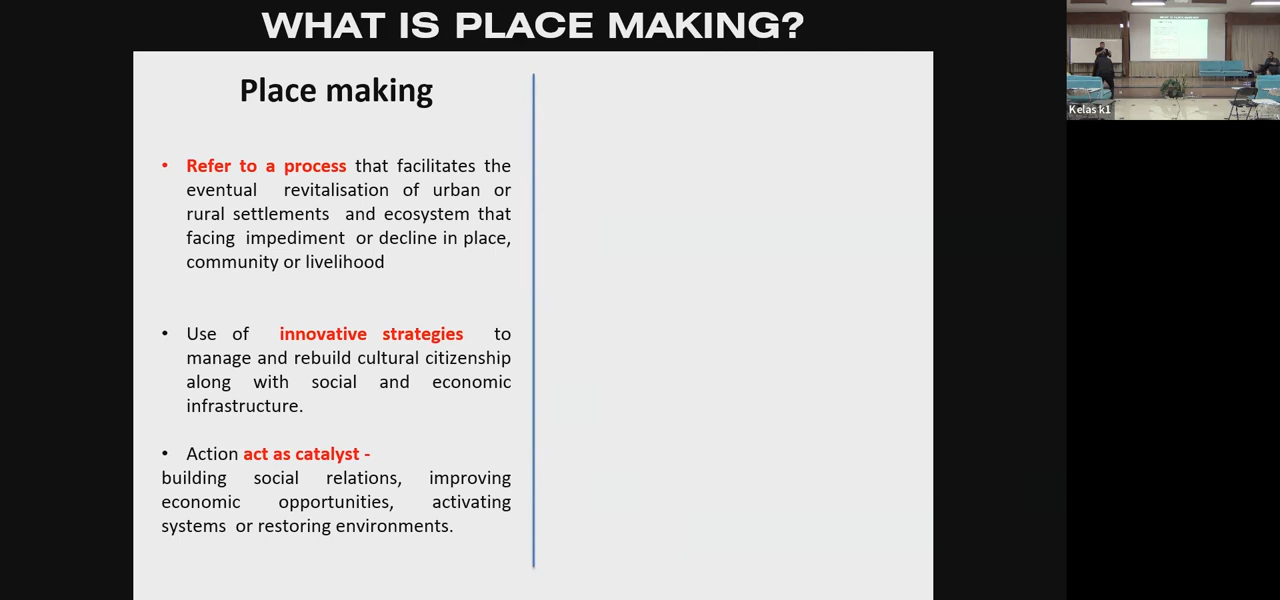 WHAT IS PLACE MAKING?
Place making
• Refer to a process that facilitates the
eventual revitalisation of urban or
rural settlements and ecosystem that
facing impediment or decline in place,
community or livelihood
• Use of innovative strategies to
manage and rebuild cultural citizenship
along with social and economic
infrastructure.
• Action act as catalyst -
building social relations, improving
economic opportunities, activating
systems or restoring environments.
Kelas k1